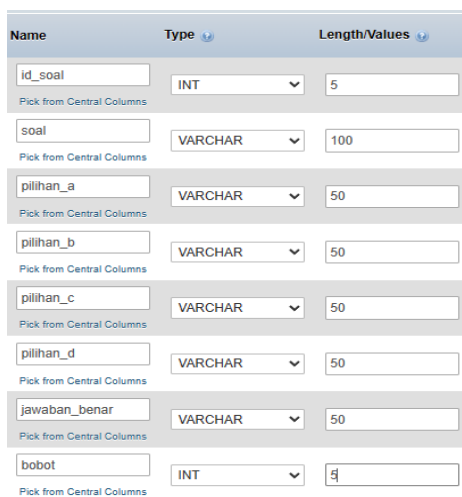 Name Type Length/Values
id_soal INT 5
Pick from Central Columns
soal VARCHAR 100
Pick from Central Columns
pilihan_a VARCHAR 50
Pick from Central Columns
pilihan_b VARCHAR 50
Pick from Central Columns
pilihan_c VARCHAR 50
Pick from Central Columns
pilihan_d VARCHAR 50
Pick from Central Columns
jawaban_benar VARCHAR 50
Pick from Central Columns
bobot INT 5
Pick from Central Columns